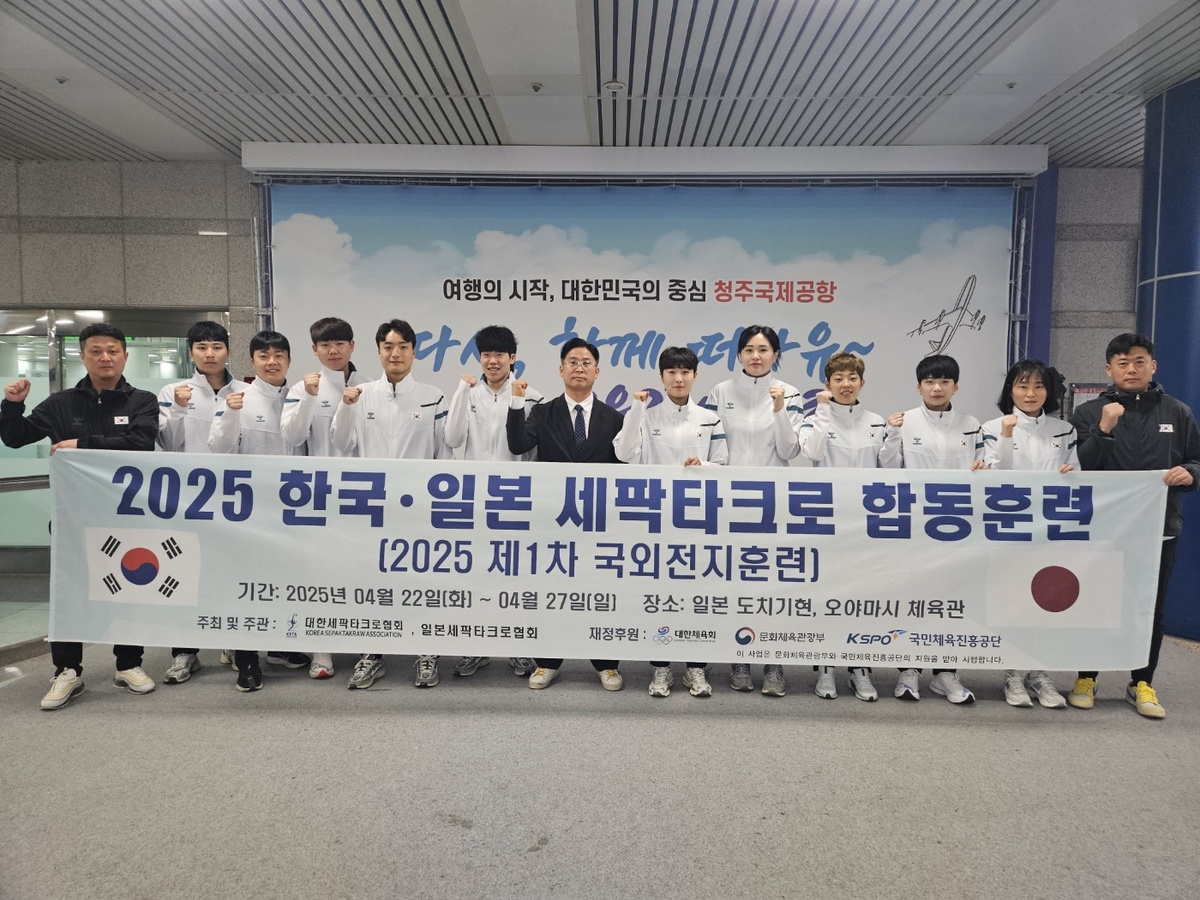 여행의 시작, 대한민국의 중심 청주국제공항
다시, 함께 떠나유~
2025 한국·일본 세팍타크로 합동훈련
(2025 제1차 국외전지훈련)
기간: 2025년 04월 22일(화) ~ 04월 27일(일) 장소: 일본 도치기현, 오야마시 체육관
주최 및 주관 : 대한세팍타크로협회 KOREA SEPAKTAKRAW ASSOCIATION , 일본세팍타크로협회 재정후원 : 대한체육회 문화체육관광부 KSPO 국민체육진흥공단
이 사업은 문화체육관광부와 국민체육진흥공단의 지원을 받아 시행합니다.